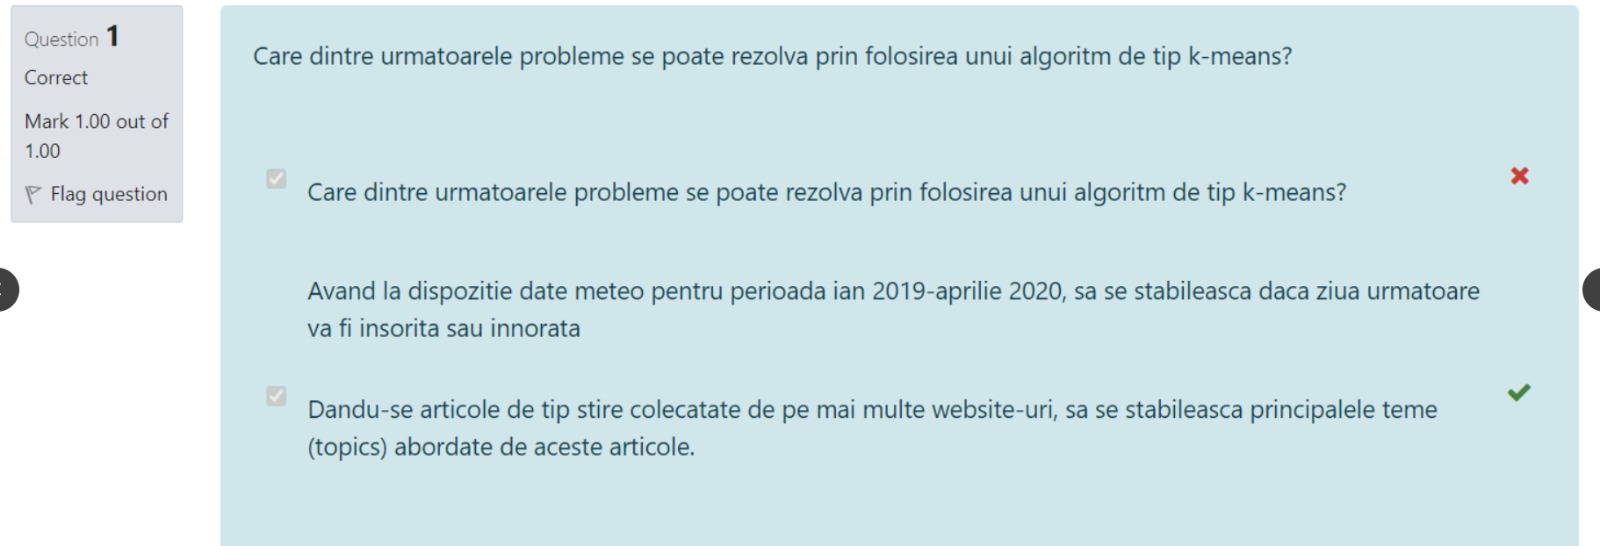 Question 1
Correct
Mark 1.00 out of
1.00
Flag question
Care dintre urmatoarele probleme se poate rezolva prin folosirea unui algoritm de tip k-means?
Care dintre urmatoarele probleme se poate rezolva prin folosirea unui algoritm de tip k-means?
Avand la dispozitie date meteo pentru perioada ian 2019-aprilie 2020, sa se stabileasca daca ziua urmatoare
va fi insorita sau innorata
Dandu-se articole de tip stire colecatate de pe mai multe website-uri, sa se stabileasca principalele teme
(topics) abordate de aceste articole.